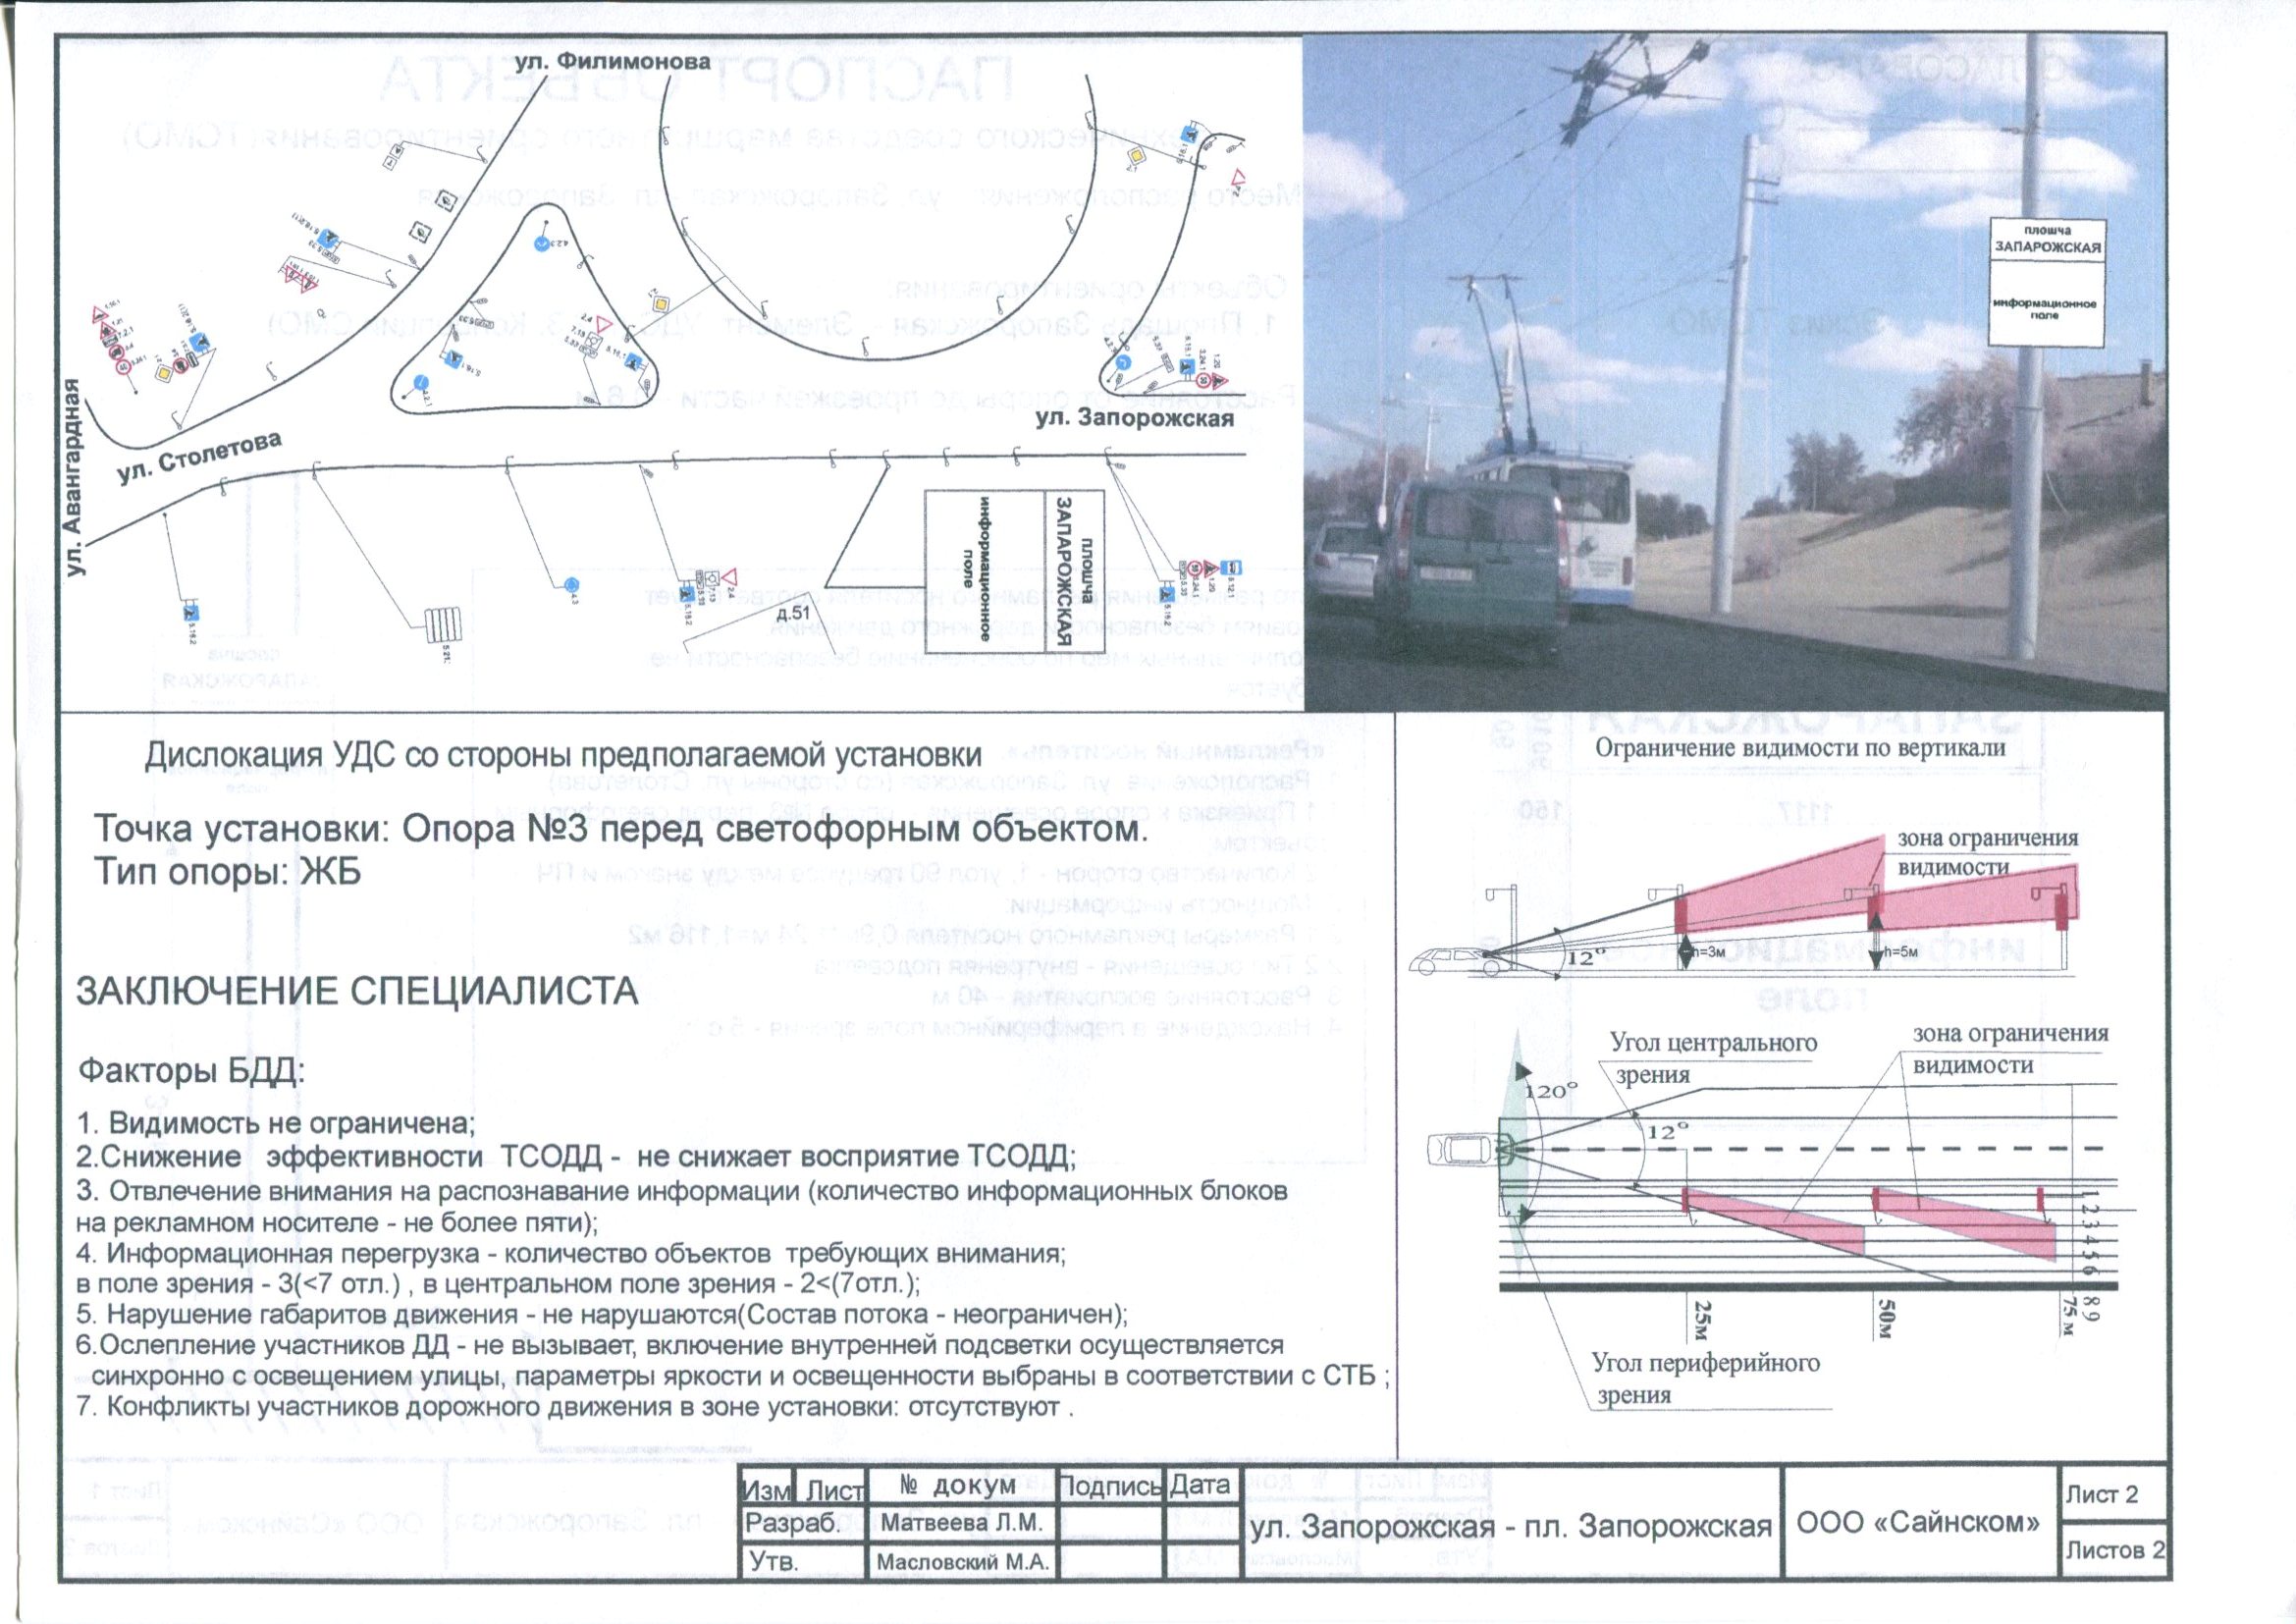 ул. Филимонова
ул. Авангардная
ул. Столетова
ул. Запорожская
плошча
ЗАПАРОЖСКАЯ
информационное
поле
д.51
плошча
ЗАПАРОЖСКАЯ
информационное
поле
Дислокация УДС со стороны предполагаемой установки
Точка установки: Опора №3 перед светофорным объектом.
Тип опоры: ЖБ
ЗАКЛЮЧЕНИЕ СПЕЦИАЛИСТА
Факторы БДД:
1. Видимость не ограничена;
2.Снижение эффективности ТСОДД - не снижает восприятие ТСОДД;
3. Отвлечение внимания на распознавание информации (количество информационных блоков
на рекламном носителе - не более пяти);
4. Информационная перегрузка - количество объектов требующих внимания;
в поле зрения - 3(<7 отл.) , в центральном поле зрения - 2<(7отл.);
5. Нарушение габаритов движения - не нарушаются(Состав потока - неограничен);
6.Ослепление участников ДД - не вызывает, включение внутренней подсветки осуществляется
синхронно с освещением улицы, параметры яркости и освещенности выбраны в соответствии с СТБ ;
7. Конфликты участников дорожного движения в зоне установки: отсутствуют .
Ограничение видимости по вертикали
зона ограничения
видимости
12°
h=3м
h=5м
Угол центрального
зрения
зона ограничения
видимости
120°
12°
1 2 3 4 5 6
8 9
25м
50м
75 м
Угол периферийного
зрения
Изм Лист № докум Подпись Дата
Разраб. Матвеева Л.М.
Утв. Масловский М.А.
ул. Запорожская - пл. Запорожская
ООО «Сайнском»
Лист 2
Листов 2